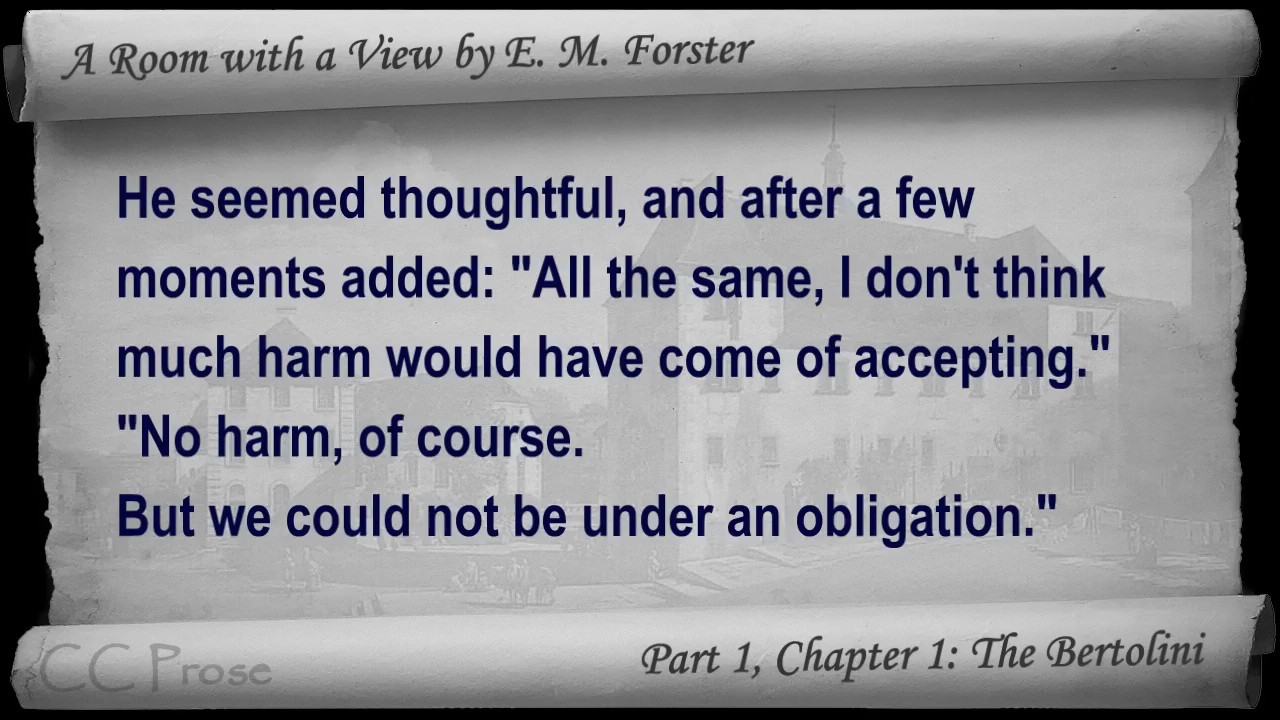 A Room with a View by E. M. Forster
He seemed thoughtful, and after a few
moments added: "All the same, I don't think
much harm would have come of accepting."
"No harm, of course.
But we could not be under an obligation."
CC Prose
Part 1, Chapter 1: The Bertolini